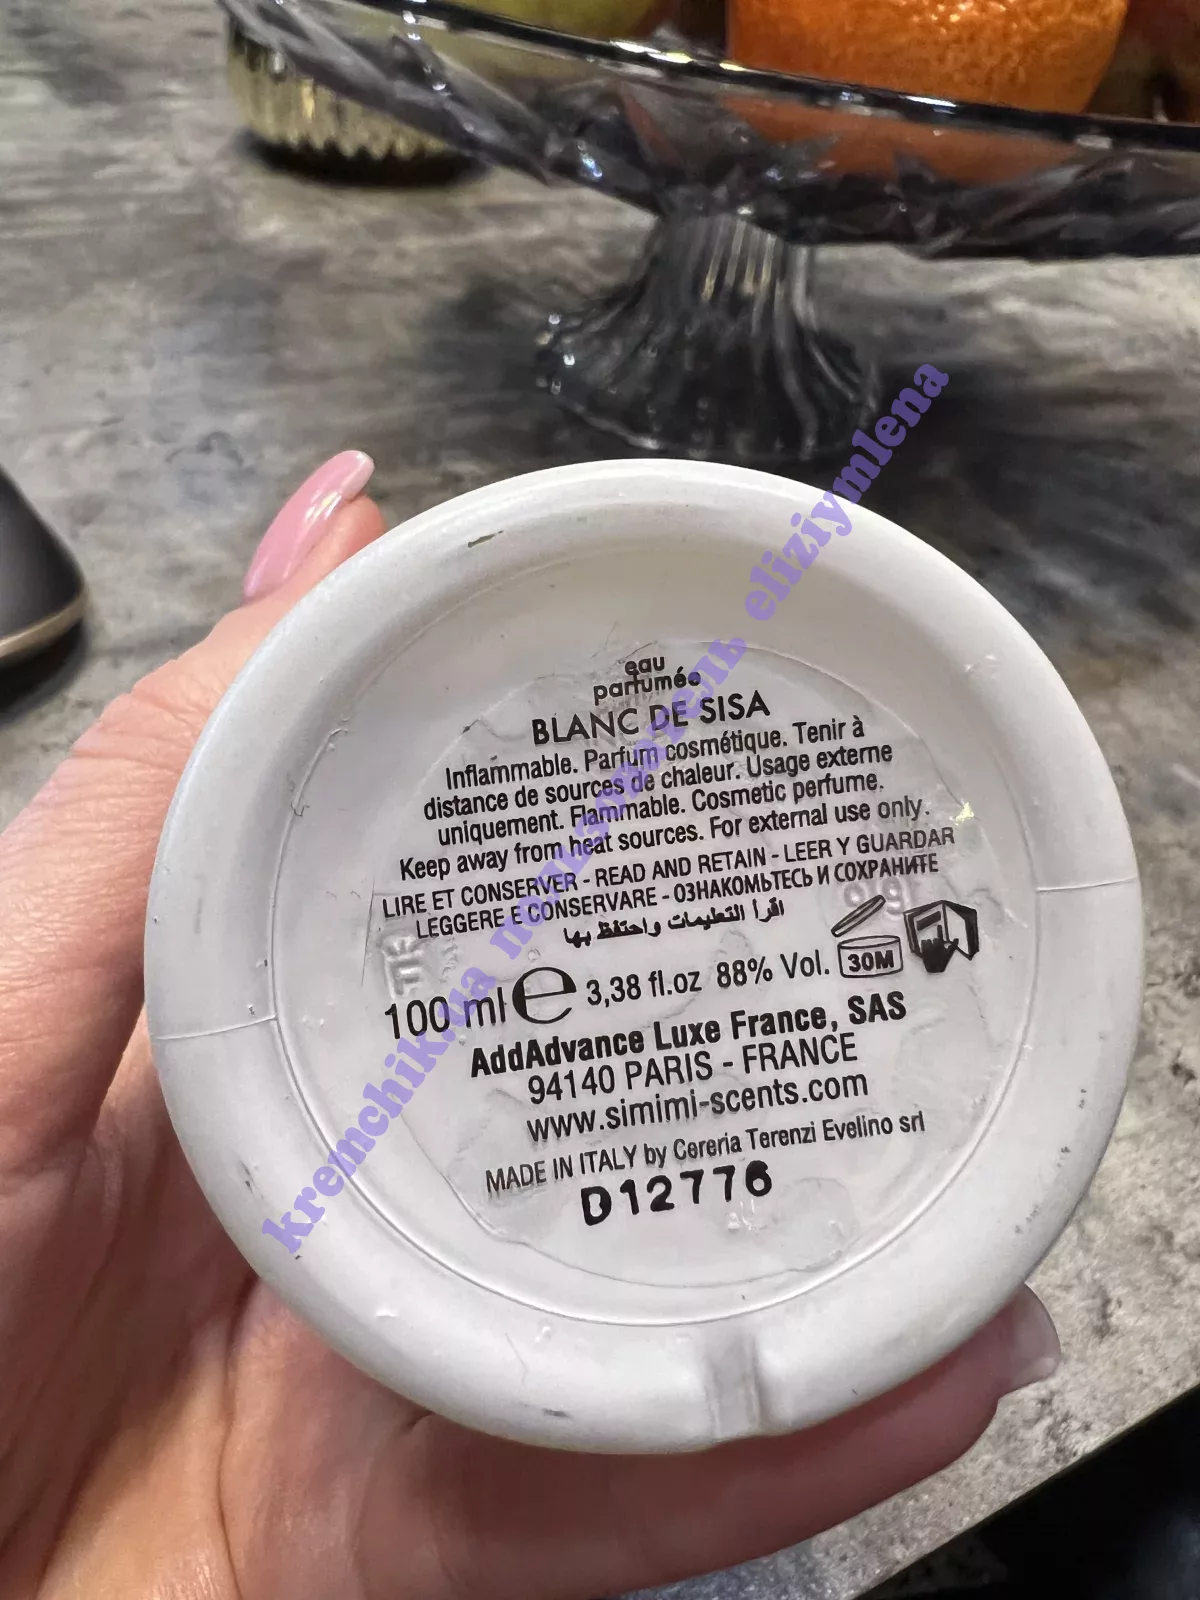 eau
parfumée
BLANC DE SISA
Inflammable. Parfum cosmétique. Tenir à
distance de sources de chaleur. Usage externe
uniquement. Flammable. Cosmetic perfume.
Keep away from heat sources. For external use only.
LIRE ET CONSERVER - READ AND RETAIN - LEER Y GUARDAR
LEGGERE E CONSERVARE - ОЗНАКОМЬТЕСЬ И СОХРАНИТЕ
اقرأ التعليمات واحتفظ بها
30M
100 ml e 3,38 fl.oz 88% Vol.
AddAdvance Luxe France, SAS
94140 PARIS - FRANCE
www.simimi-scents.com
MADE IN ITALY by Cereria Terenzi Evelino srl
D12776
kremchik.ua пользователь eliziymlena